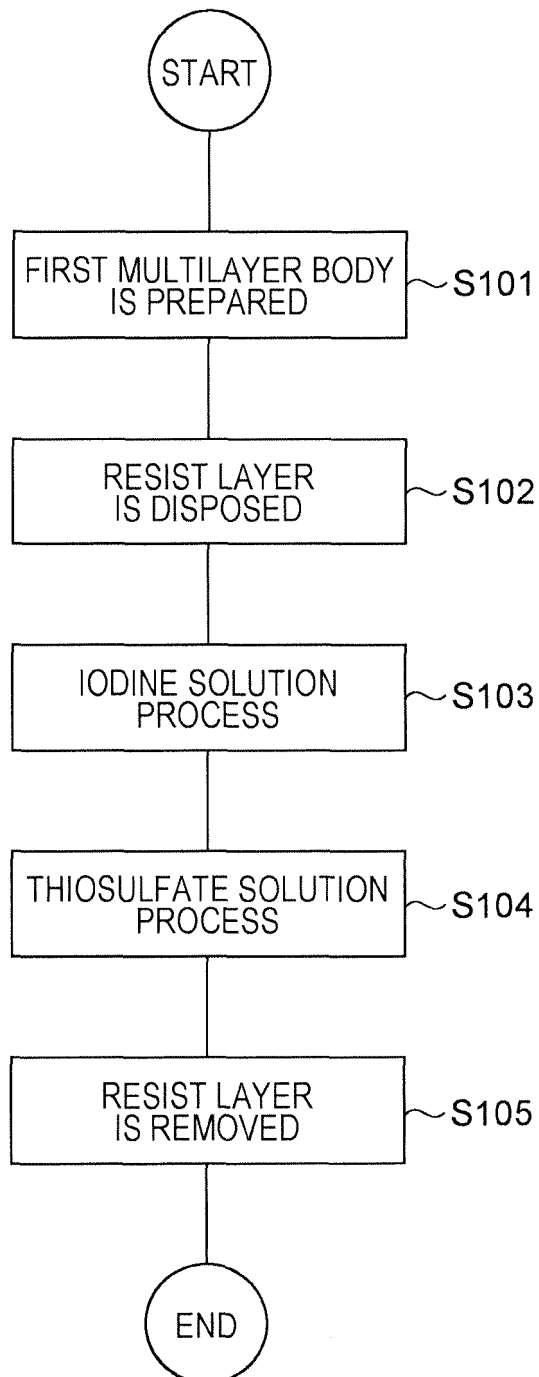 START
FIRST MULTILAYER BODY
IS PREPARED
S101
RESIST LAYER
IS DISPOSED
S102
IODINE SOLUTION
PROCESS
S103
THIOSULFATE SOLUTION
PROCESS
S104
RESIST LAYER
IS REMOVED
S105
END